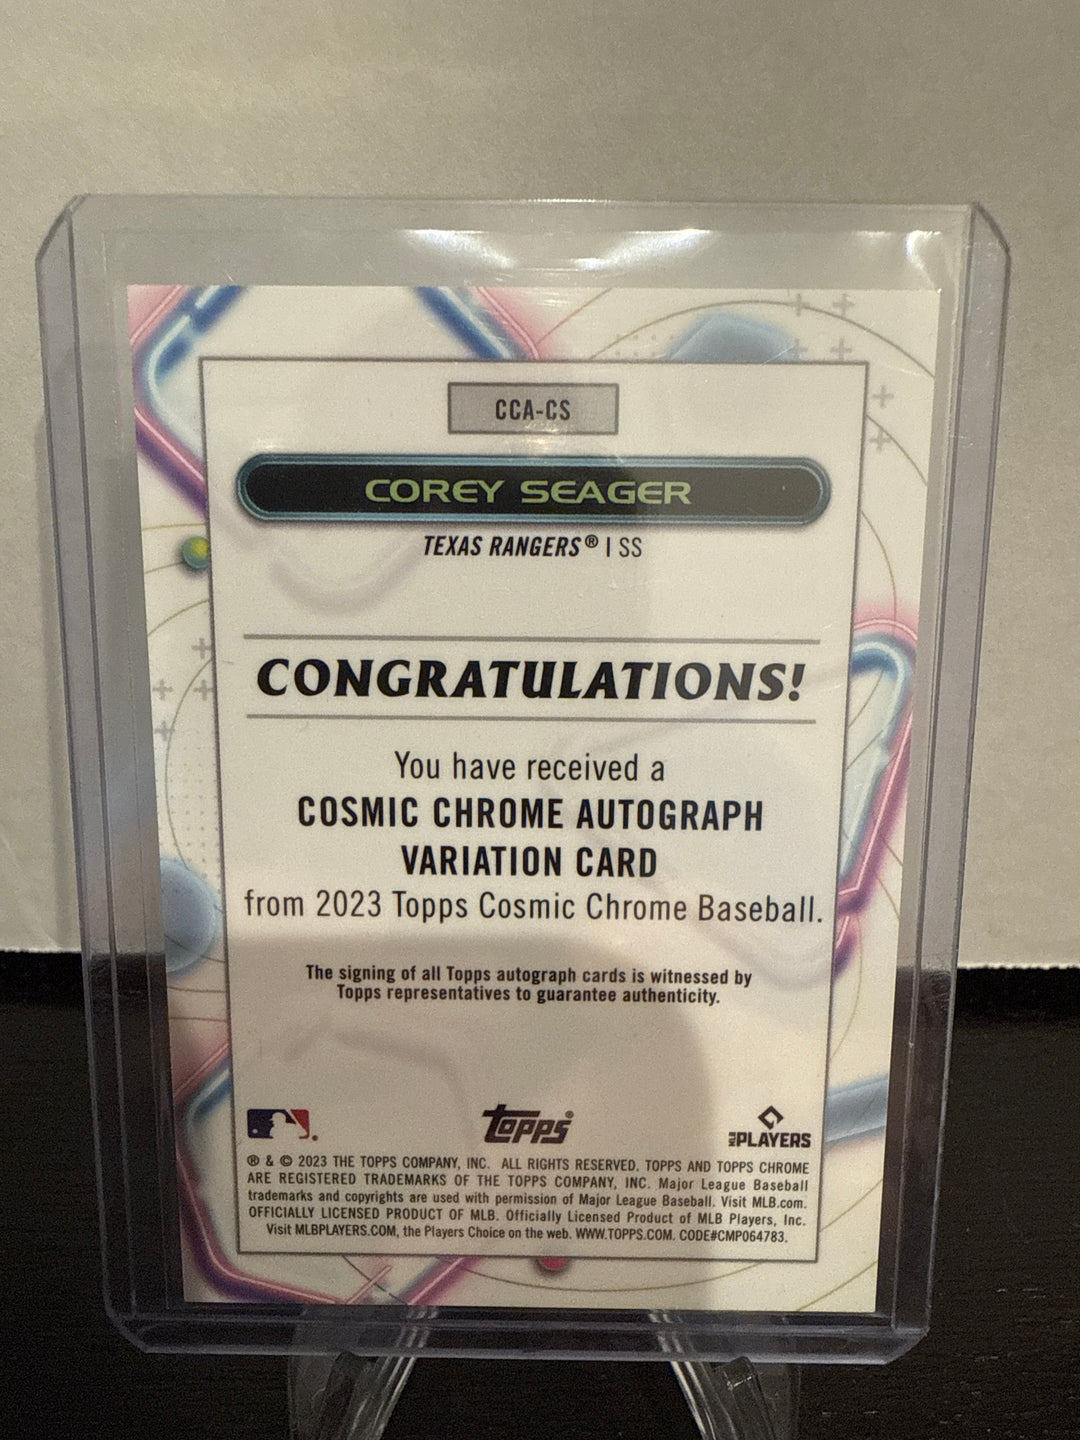 CCA-CS
COREY SEAGER
TEXAS RANGERS® | SS
CONGRATULATIONS!
You have received a
COSMIC CHROME AUTOGRAPH
VARIATION CARD
from 2023 Topps Cosmic Chrome Baseball.
The signing of all Topps autograph cards is witnessed by
Topps representatives to guarantee authenticity.
topps® MLB PLAYERS
® & © 2023 THE TOPPS COMPANY, INC. ALL RIGHTS RESERVED. TOPPS AND TOPPS CHROME
ARE REGISTERED TRADEMARKS OF THE TOPPS COMPANY, INC. Major League Baseball
trademarks and copyrights are used with permission of Major League Baseball. Visit MLB.com.
OFFICIALLY LICENSED PRODUCT OF MLB. Officially Licensed Product of MLB Players, Inc.
Visit MLBPLAYERS.COM, the Players Choice on the web. WWW.TOPPS.COM. CODE#CMP064783.